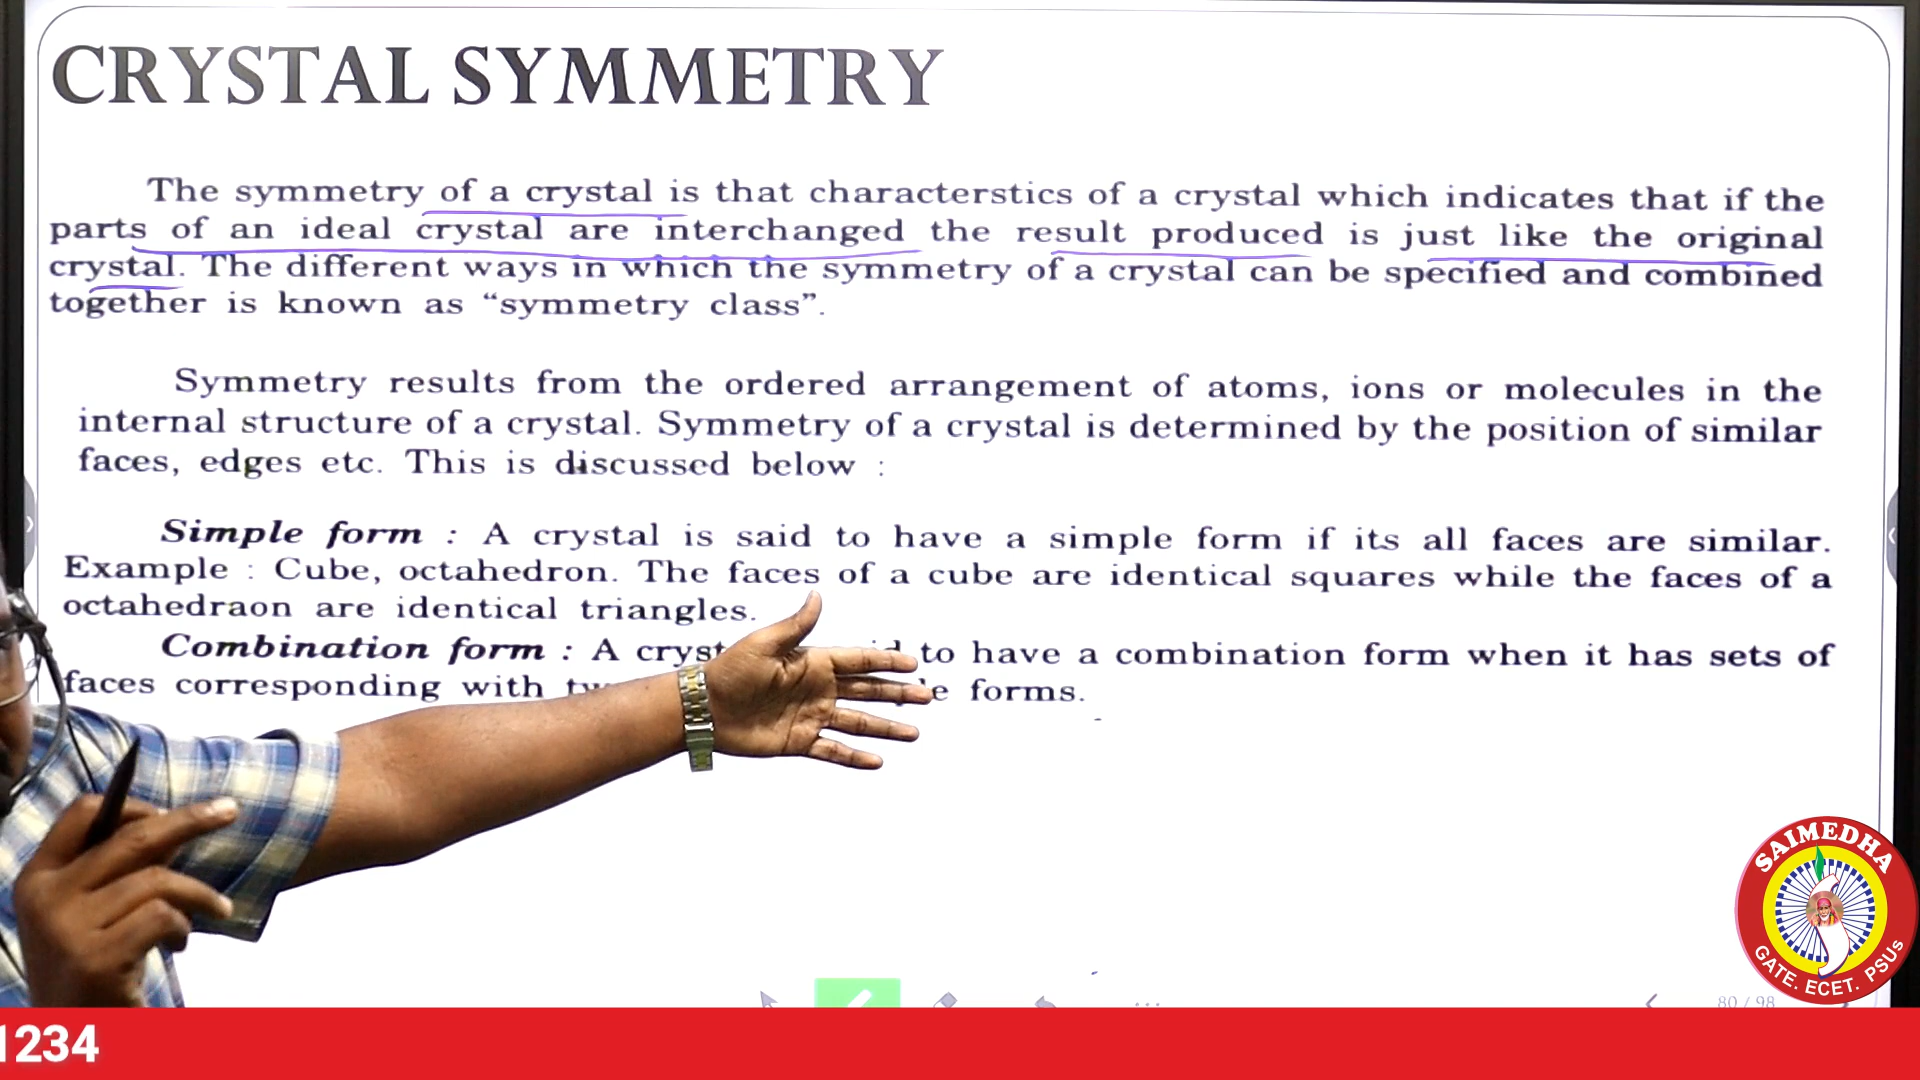 CRYSTAL SYMMETRY
The symmetry of a crystal is that characterstics of a crystal which indicates that if the
parts of an ideal crystal are interchanged the result produced is just like the original
crystal. The different ways in which the symmetry of a crystal can be specified and combined
together is known as “symmetry class”.
Symmetry results from the ordered arrangement of atoms, ions or molecules in the
internal structure of a crystal. Symmetry of a crystal is determined by the position of similar
faces, edges etc. This is discussed below :
Simple form : A crystal is said to have a simple form if its all faces are similar.
Example : Cube, octahedron. The faces of a cube are identical squares while the faces of a
octahedraon are identical triangles.
Combination form : A to have a combination form when it has sets of
faces corresponding with forms.
SAIMEDHA
GATE. ECET. PSUs
80 / 98
1234